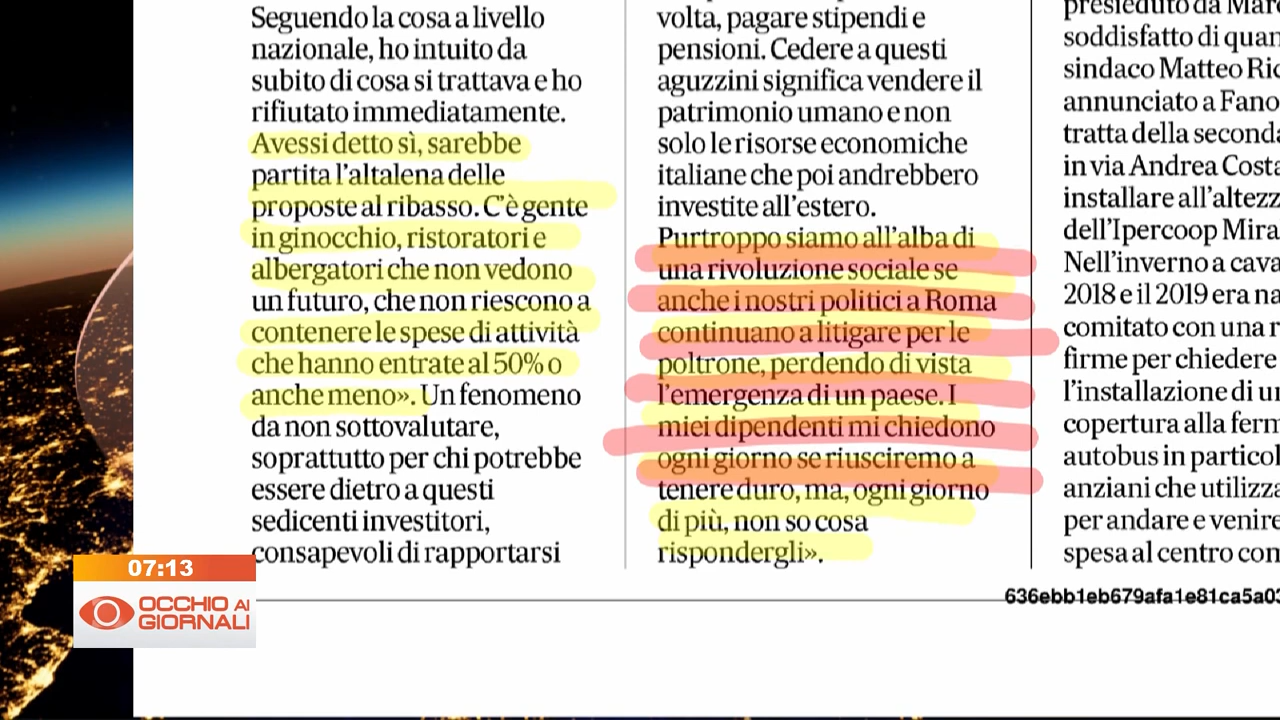 Seguendo la cosa a livello
nazionale, ho intuito da
subito di cosa si trattava e ho
rifiutato immediatamente.
Avessi detto sì, sarebbe
partita l'altalena delle
proposte al ribasso. C'è gente
in ginocchio, ristoratori e
albergatori che non vedono
un futuro, che non riescono a
contenere le spese di attività
che hanno entrate al 50% o
anche meno». Un fenomeno
da non sottovalutare,
soprattutto per chi potrebbe
essere dietro a questi
sedicenti investitori,
consapevoli di rapportarsi
volta, pagare stipendi e
pensioni. Cedere a questi
aguzzini significa vendere il
patrimonio umano e non
solo le risorse economiche
italiane che poi andrebbero
investite all'estero.
Purtroppo siamo all'alba di
una rivoluzione sociale se
anche i nostri politici a Roma
continuano a litigare per le
poltrone, perdendo di vista
l'emergenza di un paese. I
miei dipendenti mi chiedono
ogni giorno se riusciremo a
tenere duro, ma, ogni giorno
di più, non so cosa
rispondergli».
presieduto da Marc
soddisfatto di quan
sindaco Matteo Ric
annunciato a Fano
tratta della seconda
in via Andrea Costa
installare all'altezz
dell'Ipercoop Mira
Nell'inverno a cava
2018 e il 2019 era na
comitato con una r
firme per chiedere
l'installazione di un
copertura alla ferm
autobus in particol
anziani che utilizza
per andare e venire
spesa al centro con
636ebb1eb679afa1e81ca5a03
07:13
OCCHIO AI
GIORNALI